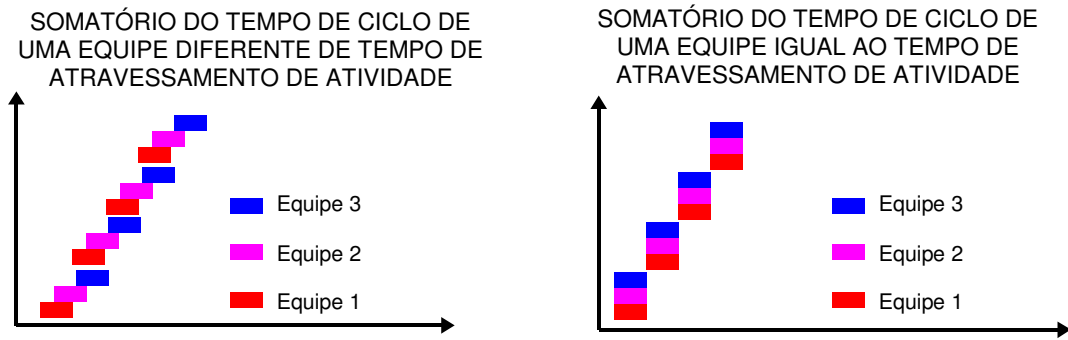 SOMATÓRIO DO TEMPO DE CICLO DE
UMA EQUIPE DIFERENTE DE TEMPO DE
ATRAVESSAMENTO DE ATIVIDADE
Equipe 3
Equipe 2
Equipe 1
SOMATÓRIO DO TEMPO DE CICLO DE
UMA EQUIPE IGUAL AO TEMPO DE
ATRAVESSAMENTO DE ATIVIDADE
Equipe 3
Equipe 2
Equipe 1